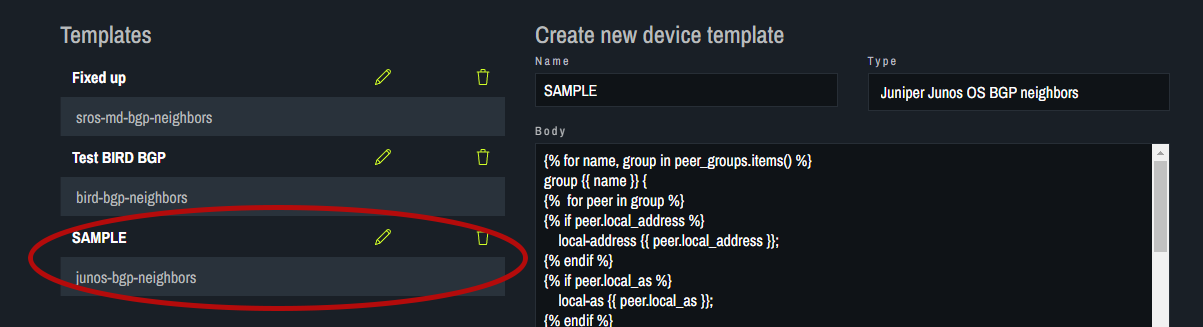 Templates
Fixed up
sros-md-bgp-neighbors
Test BIRD BGP
bird-bgp-neighbors
SAMPLE
junos-bgp-neighbors
Create new device template
Name
SAMPLE
Type
Juniper Junos OS BGP neighbors
Body
{% for name, group in peer_groups.items() %}
group {{ name }} {
{%  for peer in group %}
{% if peer.local_address %}
    local-address {{ peer.local_address }};
{% endif %}
{% if peer.local_as %}
    local-as {{ peer.local_as }};
{% endif %}